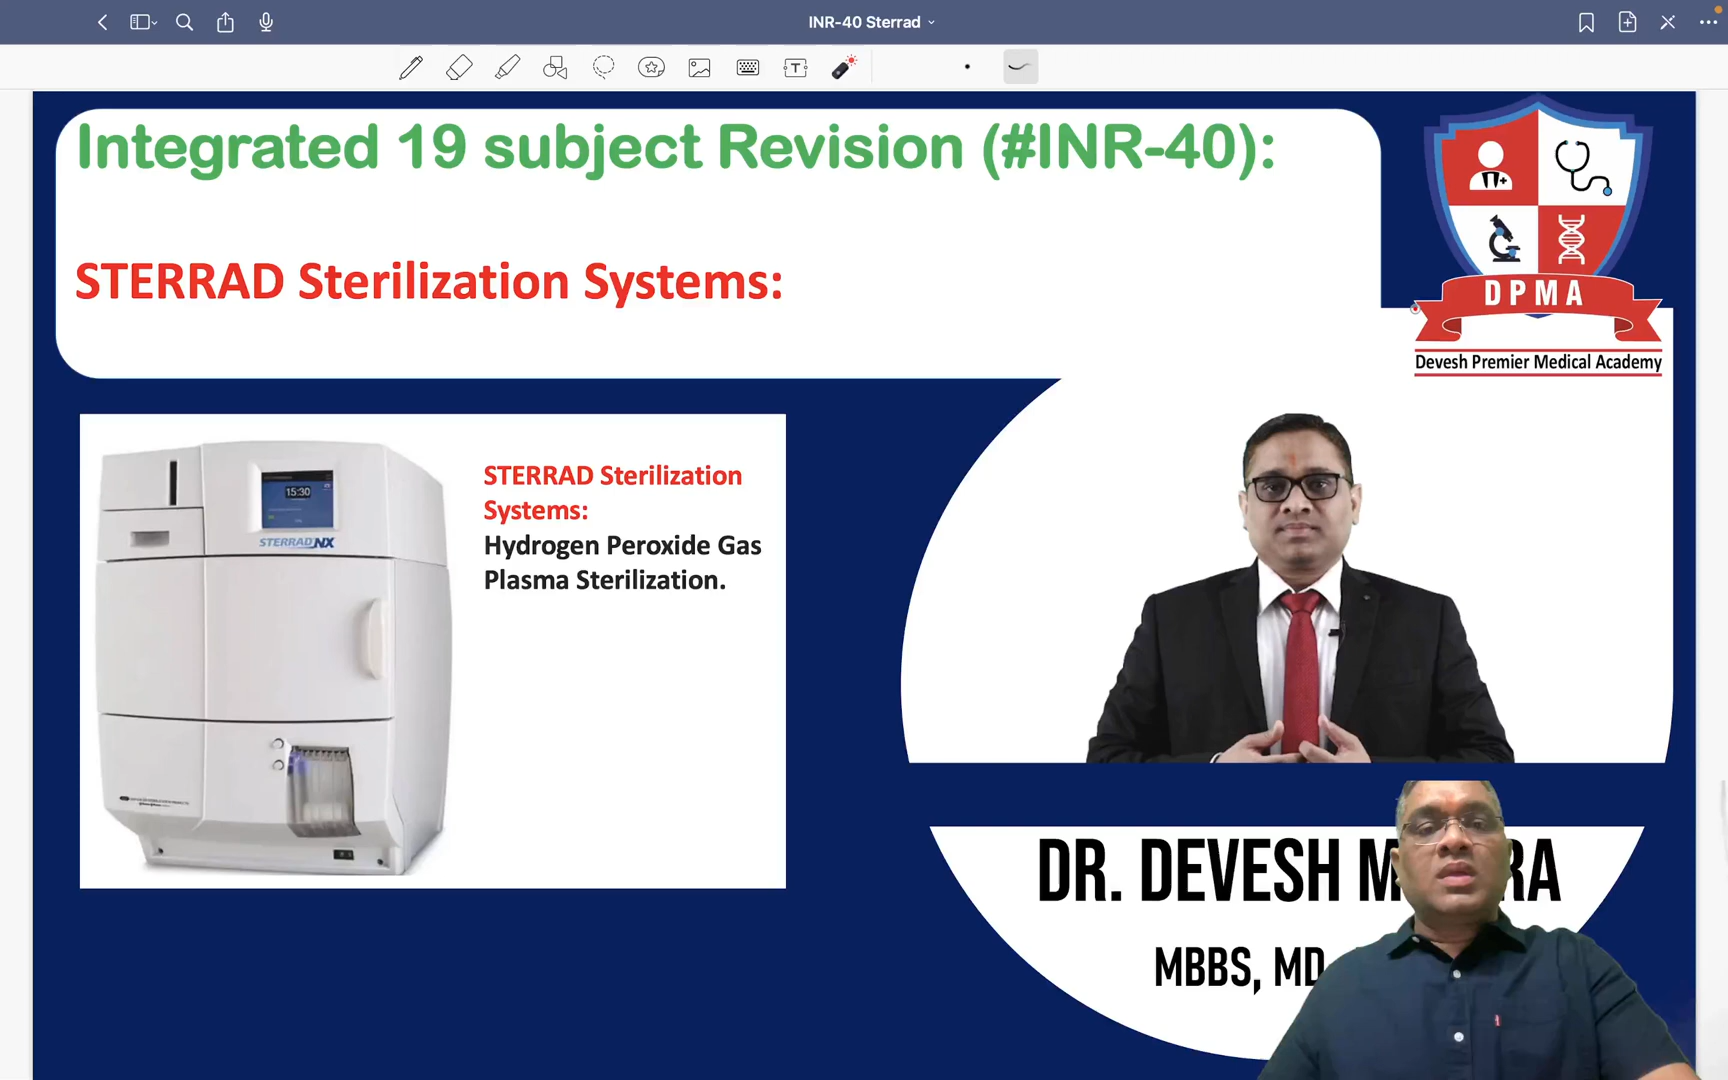 INR-40 Sterrad
Integrated 19 subject Revision (#INR-40):
STERRAD Sterilization Systems:
DPMA
Devesh Premier Medical Academy
15:30
STERRAD NX
STERRAD Sterilization
Systems:
Hydrogen Peroxide Gas
Plasma Sterilization.
DR. DEVESH M RA
MBBS, MD